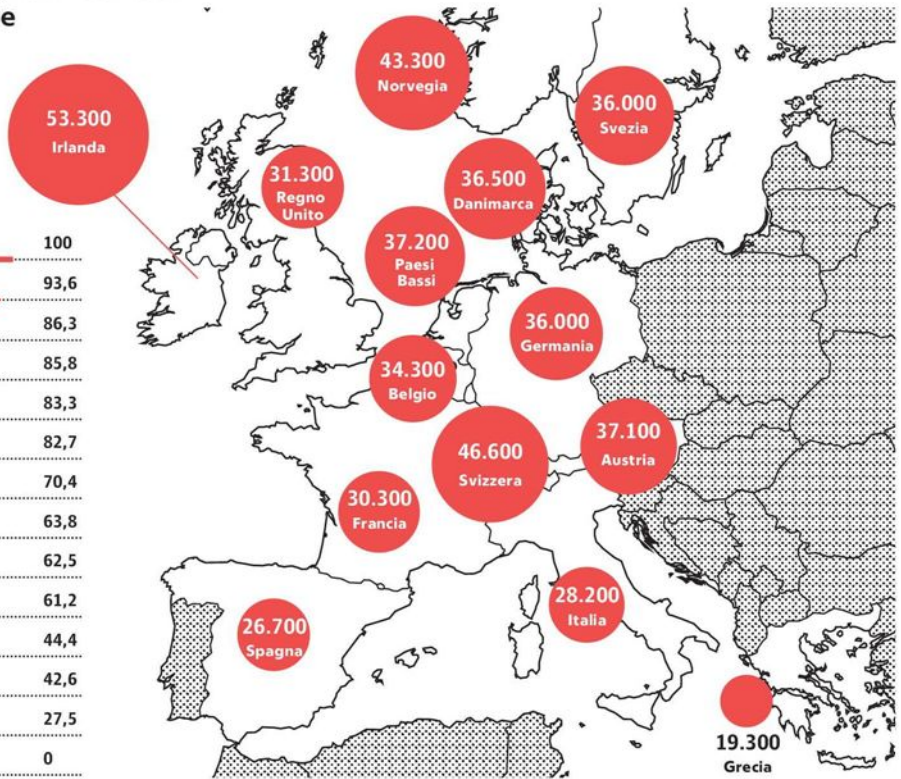 e
100
93,6
86,3
85,8
83,3
82,7
70,4
63,8
62,5
61,2
44,4
42,6
27,5
0
43.300
Norvegia
53.300
Irlanda
36.000
Svezia
31.300
Regno
Unito
36.500
Danimarca
37.200
Paesi
Bassi
36.000
Germania
34.300
Belgio
37.100
Austria
46.600
Svizzera
30.300
Francia
28.200
Italia
26.700
Spagna
19.300
Grecia